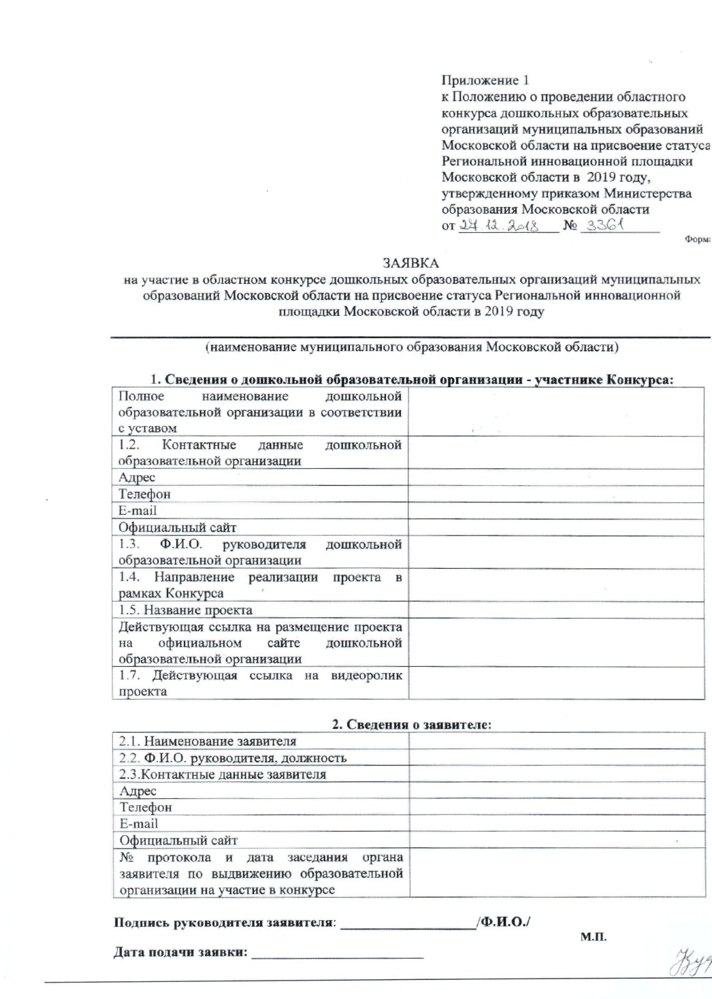 Приложение 1
к Положению о проведении областного
конкурса дошкольных образовательных
организаций муниципальных образований
Московской области на присвоение статуса
Региональной инновационной площадки
Московской области в 2019 году,
утвержденному приказом Министерства
образования Московской области
от 27.12.2018 № 3361
Форма
ЗАЯВКА
на участие в областном конкурсе дошкольных образовательных организаций муниципальных
образований Московской области на присвоение статуса Региональной инновационной
площадки Московской области в 2019 году
(наименование муниципального образования Московской области)
1. Сведения о дошкольной образовательной организации - участнике Конкурса:
Полное наименование дошкольной
образовательной организации в соответствии
с уставом
1.2. Контактные данные дошкольной
образовательной организации
Адрес
Телефон
E-mail
Официальный сайт
1.3. Ф.И.О. руководителя дошкольной
образовательной организации
1.4. Направление реализации проекта в
рамках Конкурса
1.5. Название проекта
Действующая ссылка на размещение проекта
на официальном сайте дошкольной
образовательной организации
1.7. Действующая ссылка на видеоролик
проекта
2. Сведения о заявителе:
2.1. Наименование заявителя
2.2. Ф.И.О. руководителя, должность
2.3.Контактные данные заявителя
Адрес
Телефон
E-mail
Официальный сайт
№ протокола и дата заседания органа
заявителя по выдвижению образовательной
организации на участие в конкурсе
Подпись руководителя заявителя: ____________________/Ф.И.О./
М.П.
Дата подачи заявки: _________________________